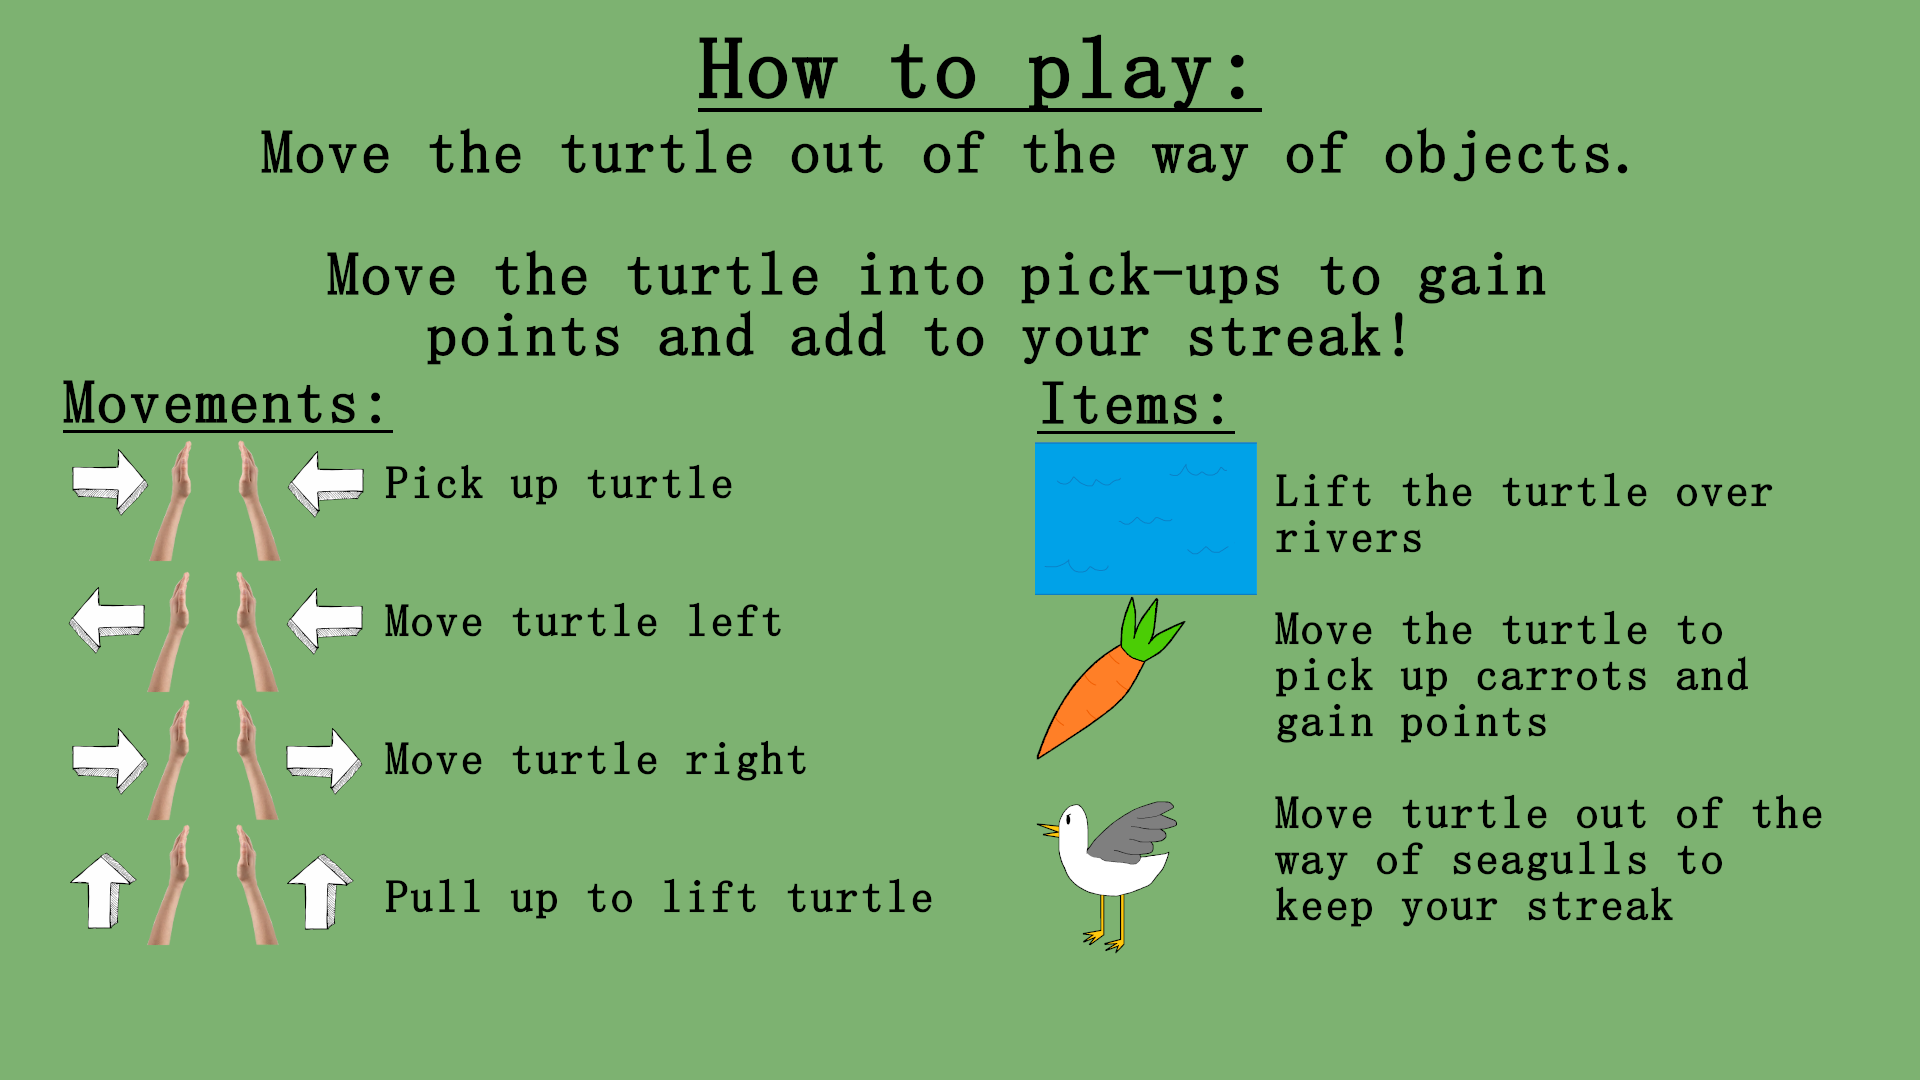 How to play:
Move the turtle out of the way of objects.
Move the turtle into pick-ups to gain
points and add to your streak!
Movements:
Pick up turtle
Move turtle left
Move turtle right
Pull up to lift turtle
Items:
Lift the turtle over
rivers
Move the turtle to
pick up carrots and
gain points
Move turtle out of the
way of seagulls to
keep your streak